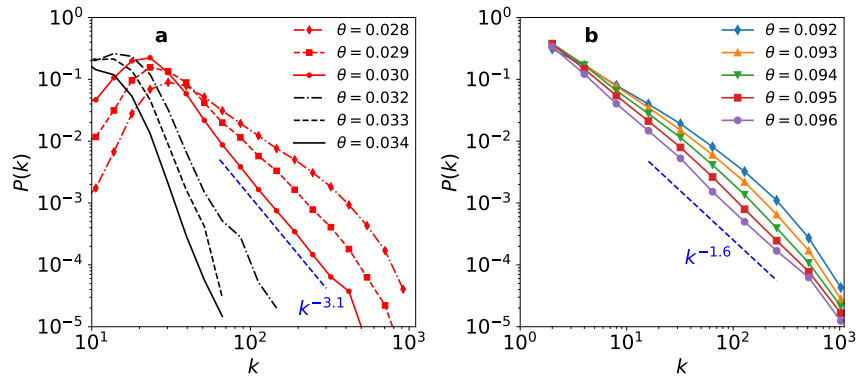 a
θ = 0.028
θ = 0.029
θ = 0.030
θ = 0.032
θ = 0.033
θ = 0.034
k^{-3.1}
P(k)
10^0
10^{-1}
10^{-2}
10^{-3}
10^{-4}
10^{-5}
10^1
10^2
10^3
k
b
θ = 0.092
θ = 0.093
θ = 0.094
θ = 0.095
θ = 0.096
k^{-1.6}
P(k)
10^0
10^{-1}
10^{-2}
10^{-3}
10^{-4}
10^{-5}
10^0
10^1
10^2
10^3
k